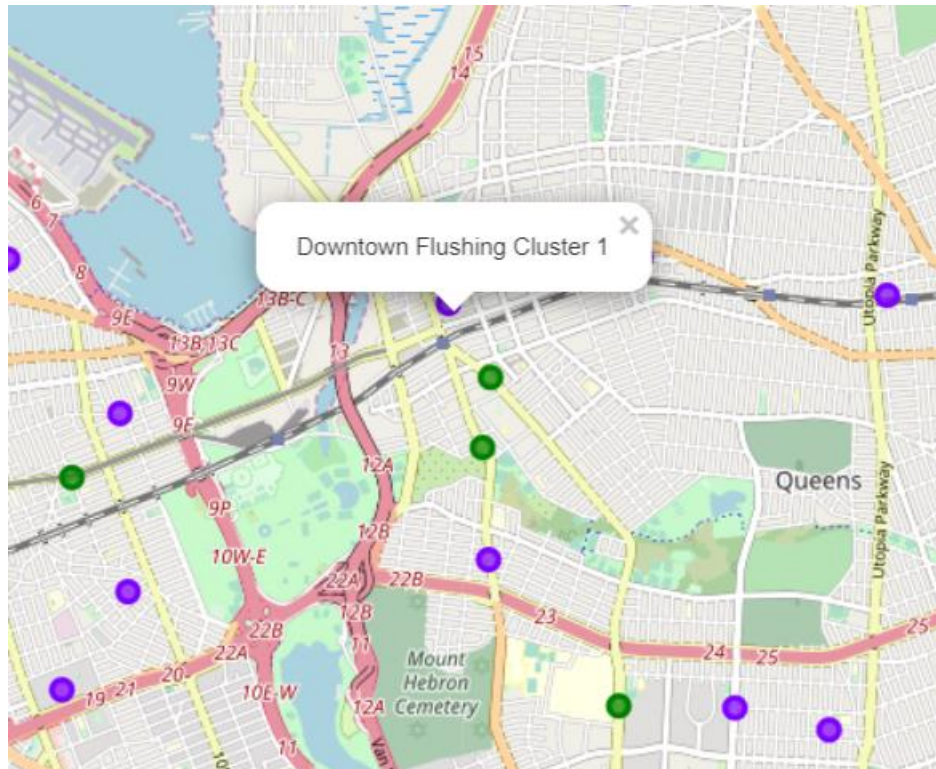 15
14
6
7
8
Utopia Parkway
Downtown Flushing Cluster 1
×
13B-C
9E
13B,13C
13
9W
9E
12A
Queens
9P
12B
10W-E
Utopia Parkway
22A
22B
12B
23
22B
11
22A
24
25
25
20
21
19
10E-W
12A
Mount
Hebron
Cemetery
11
Van